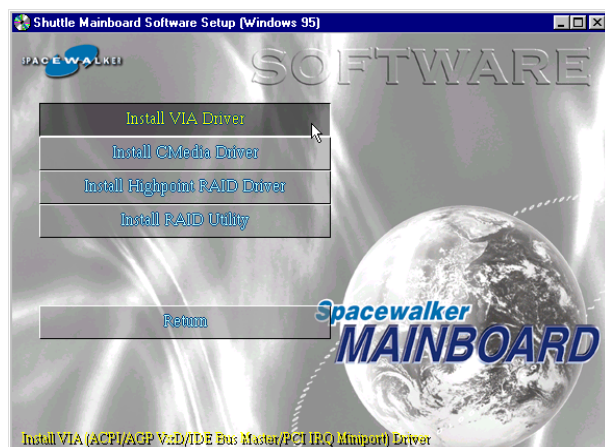 Shuttle Mainboard Software Setup (Windows 95)
SPACEWALKER
SOFTWARE
Install VIA Driver
Install CMedia Driver
Install Highpoint RAID Driver
Install RAID Utility
Return
Spacewalker
MAINBOARD
Install VIA (ACPI/AGP VxD/IDE Bus Master/PCI IRQ Miniport) Driver